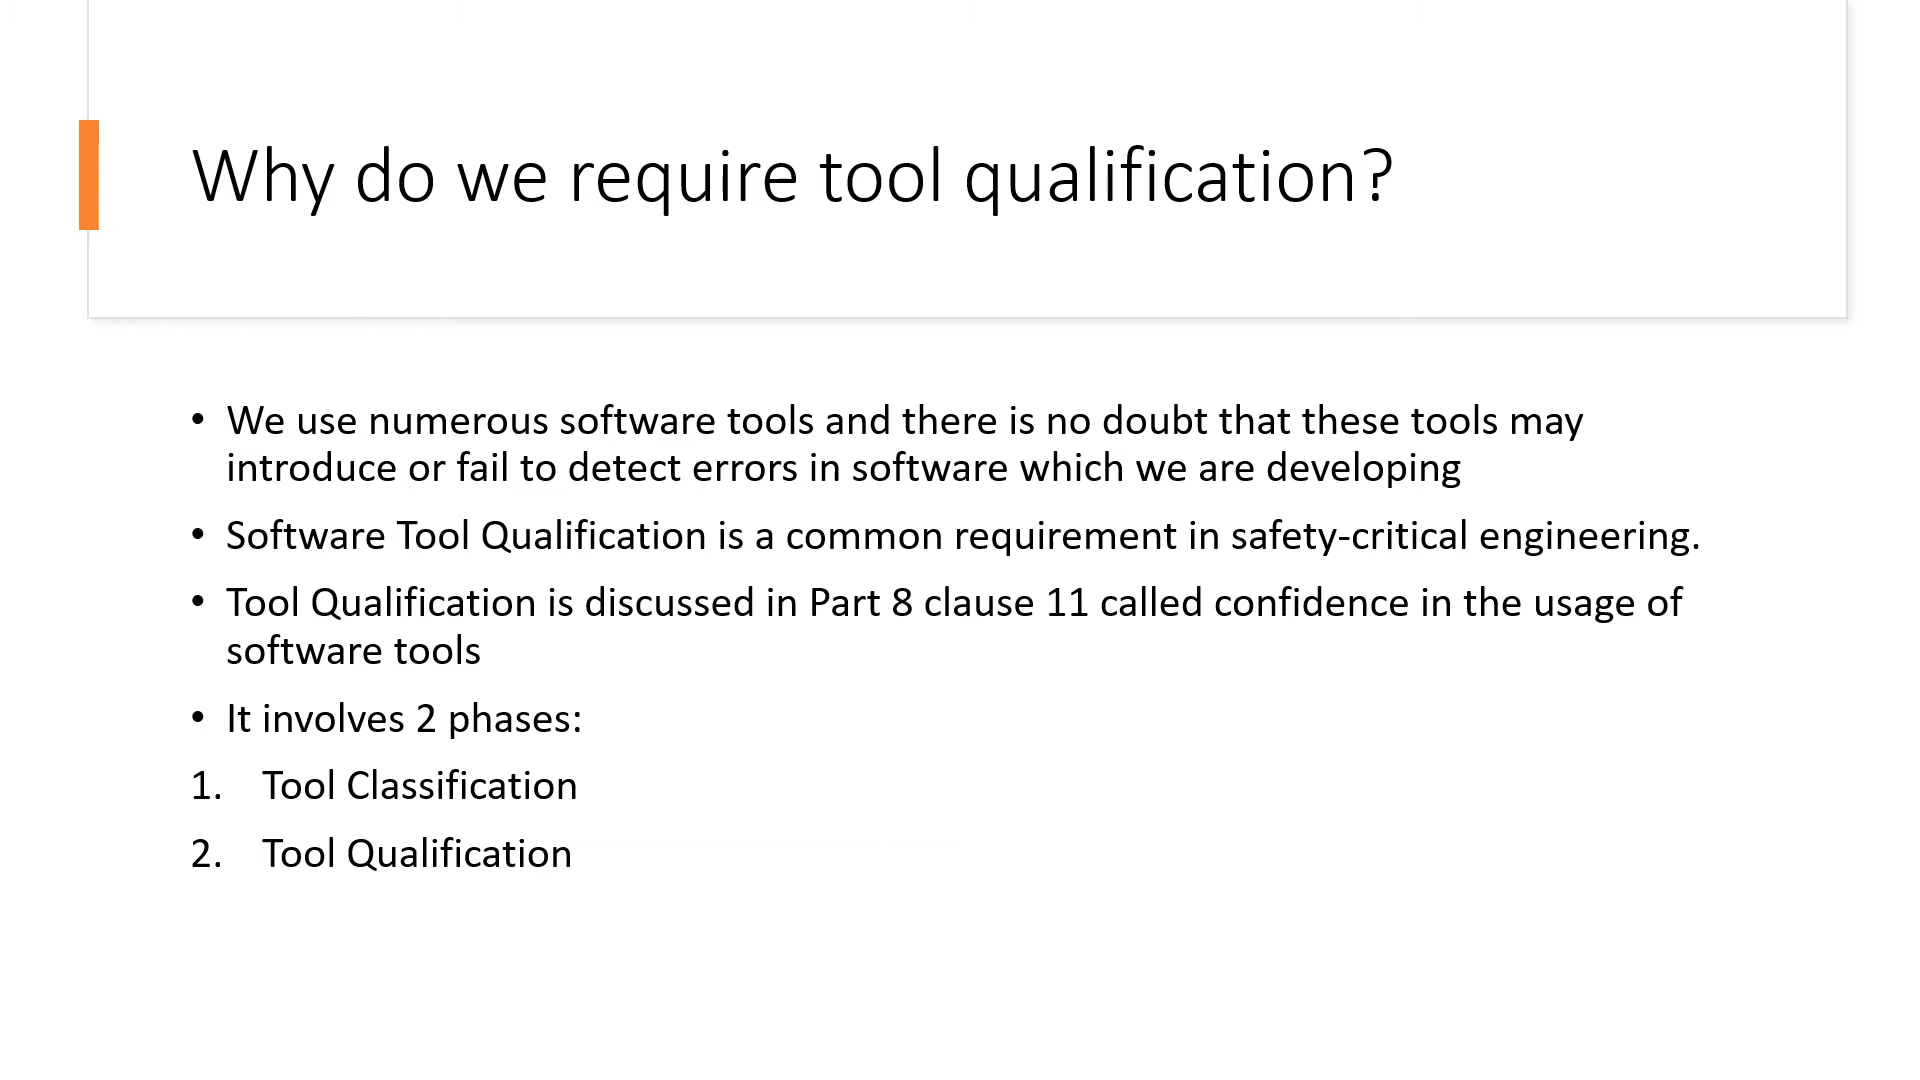 Why do we require tool qualification?
• We use numerous software tools and there is no doubt that these tools may
introduce or fail to detect errors in software which we are developing
• Software Tool Qualification is a common requirement in safety-critical engineering.
• Tool Qualification is discussed in Part 8 clause 11 called confidence in the usage of
software tools
• It involves 2 phases:
1. Tool Classification
2. Tool Qualification